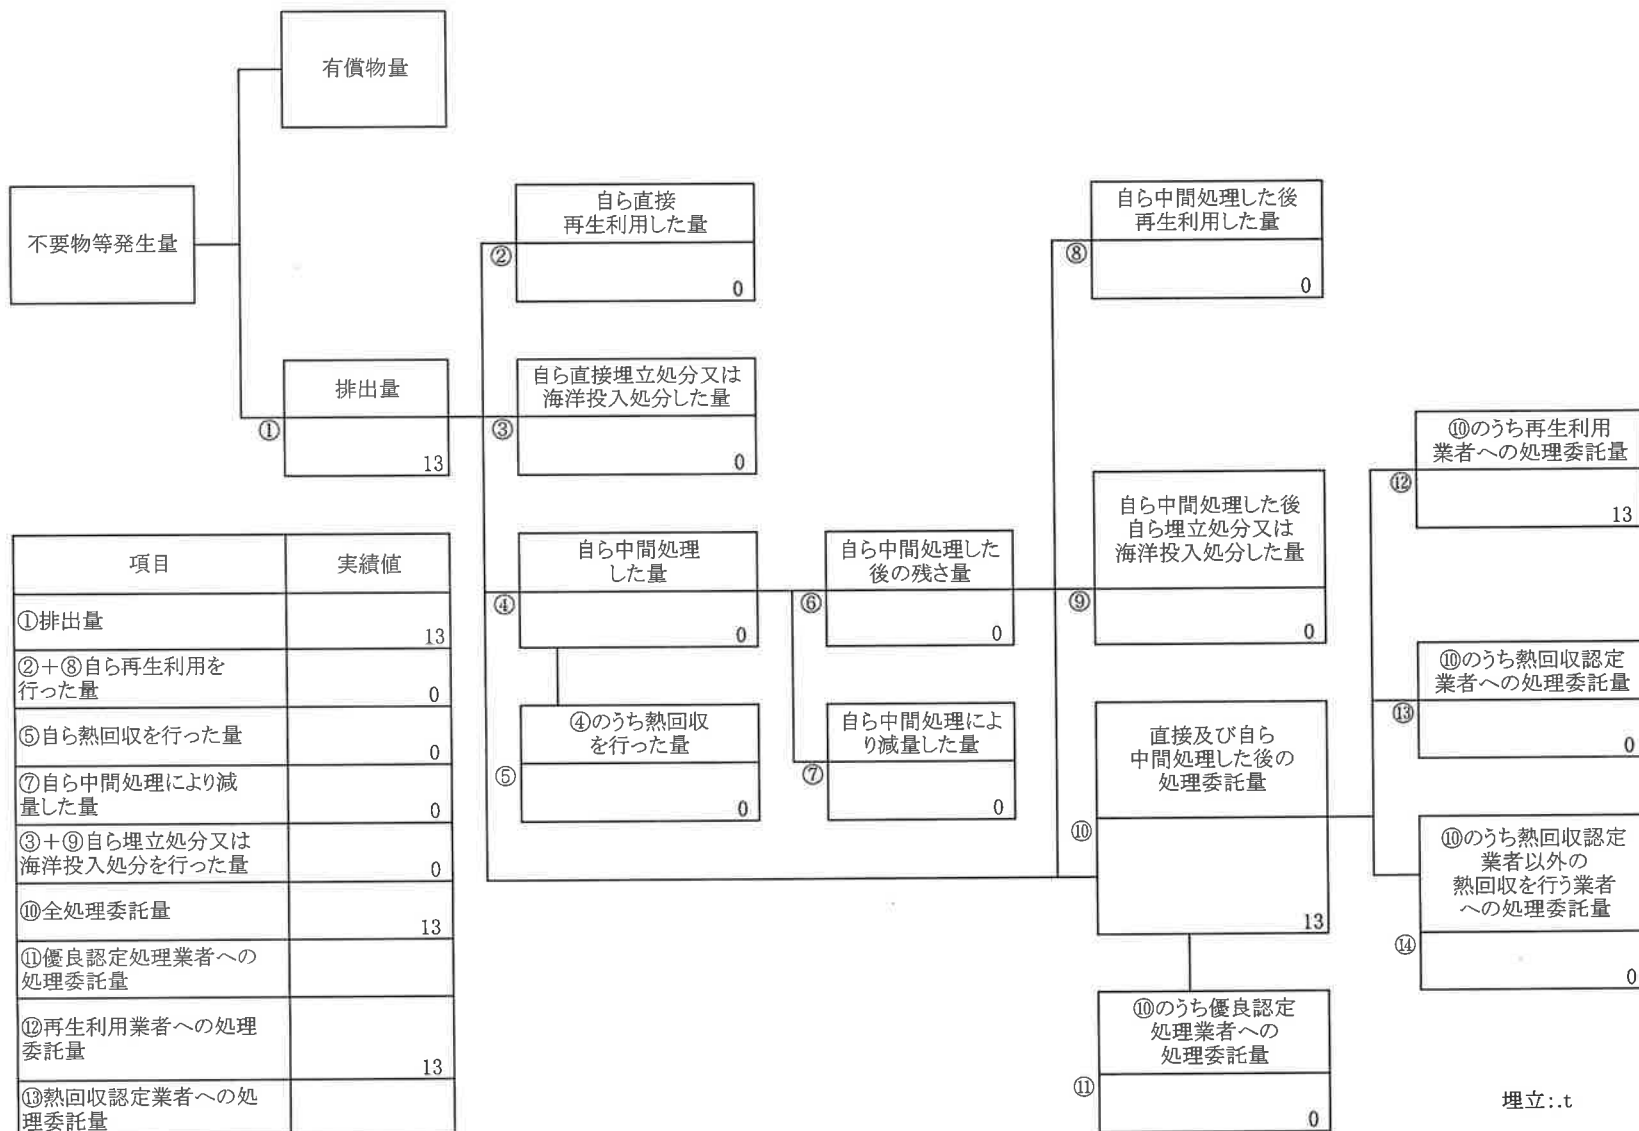 有償物量
不要物等発生量
自ら直接
再生利用した量
②
0
自ら中間処理した後
再生利用した量
⑧
0
排出量
①
13
自ら直接埋立処分又は
海洋投入処分した量
③
0
⑩のうち再生利用
業者への処理委託量
⑫
13
自ら中間処理
した量
④
0
自ら中間処理した
後の残さ量
⑥
0
自ら中間処理した後
自ら埋立処分又は
海洋投入処分した量
⑨
0
⑩のうち熱回収認定
業者への処理委託量
⑬
0
④のうち熱回収
を行った量
⑤
0
自ら中間処理によ
り減量した量
⑦
0
直接及び自ら
中間処理した後の
処理委託量
⑩
13
⑩のうち熱回収認定
業者以外の
熱回収を行う業者
への処理委託量
⑭
0
⑩のうち優良認定
処理業者への
処理委託量
⑪
0
項目 実績値
①排出量 13
②+⑧自ら再生利用を
行った量 0
⑤自ら熱回収を行った量 0
⑦自ら中間処理により減
量した量 0
③+⑨自ら埋立処分又は
海洋投入処分を行った量 0
⑩全処理委託量 13
⑪優良認定処理業者への
処理委託量
⑫再生利用業者への処理
委託量 13
⑬熱回収認定業者への処
理委託量
埋立:.t